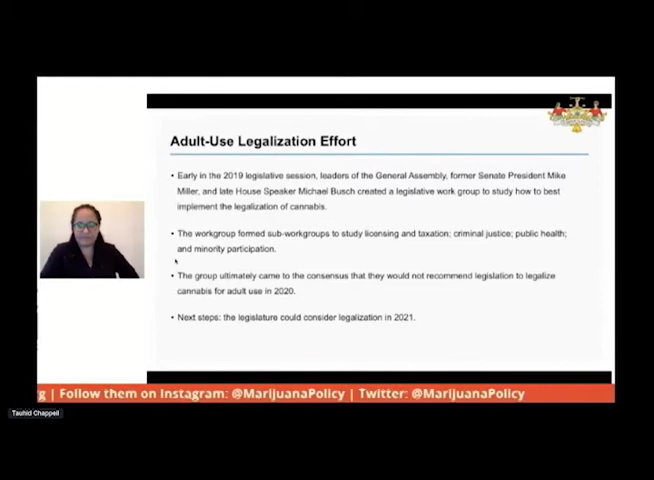 Adult-Use Legalization Effort
• Early in the 2019 legislative session, leaders of the General Assembly, former Senate President Mike
Miller, and late House Speaker Michael Busch created a legislative work group to study how to best
implement the legalization of cannabis.
• The workgroup formed sub-workgroups to study licensing and taxation; criminal justice; public health;
and minority participation.
• The group ultimately came to the consensus that they would not recommend legislation to legalize
cannabis for adult use in 2020.
• Next steps: the legislature could consider legalization in 2021.
g | Follow them on Instagram: @MarijuanaPolicy | Twitter: @MarijuanaPolicy
Tauhid Chappell